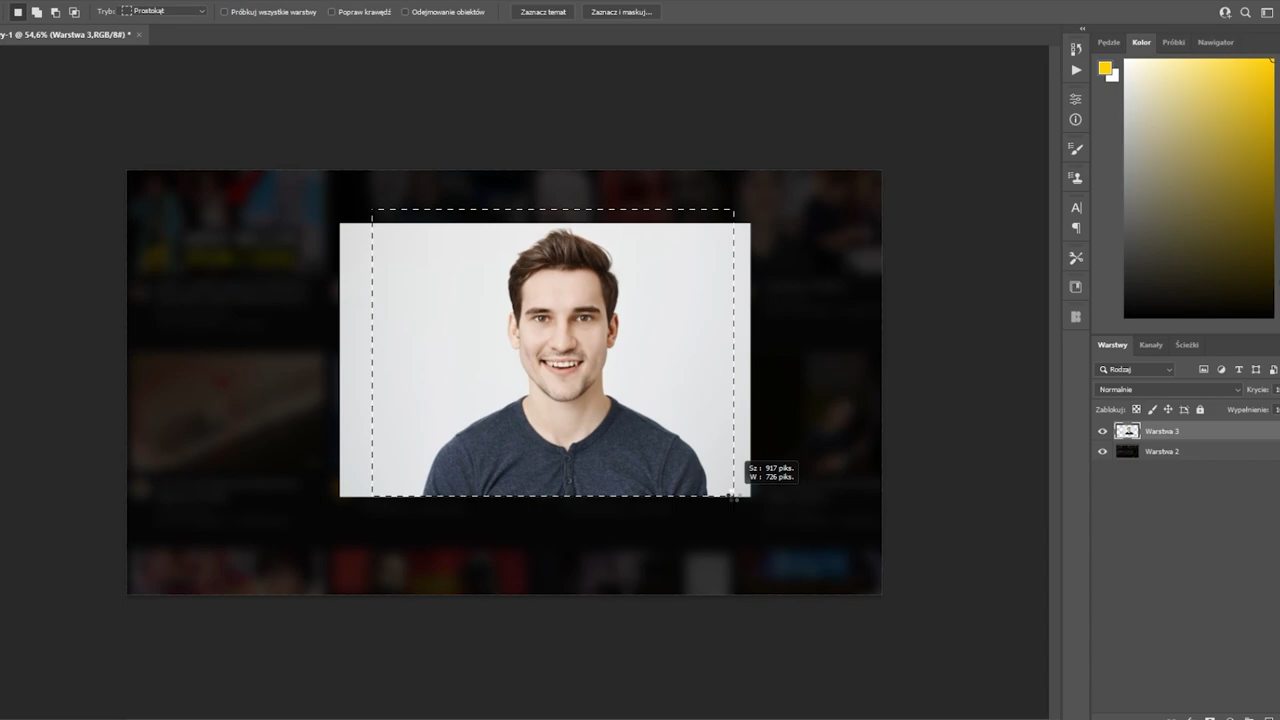 Tryb: Prostokąt Próbkuj wszystkie warstwy Popraw krawędź Odejmowanie obiektów Zaznacz temat Zaznacz i maskuj...
-1 @ 54,6% (Warstwa 3,RGB/8#) * ×
Pędzle Kolor Próbki Nawigator
Warstwy Kanały Ścieżki
Rodzaj
Normalnie Krycie:
Zablokuj: Wypełnienie:
Warstwa 3
Warstwa 2
Sz : 917 piks.
W : 726 piks.